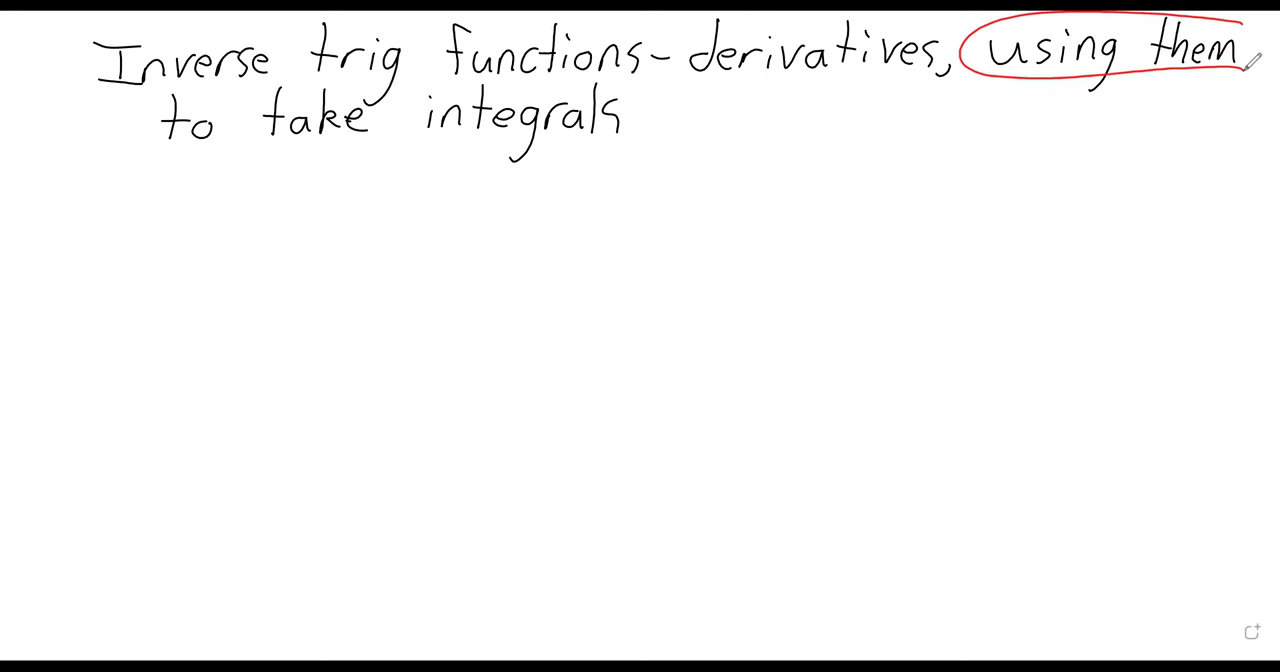 Inverse trig functions - derivatives, using them
to take integrals